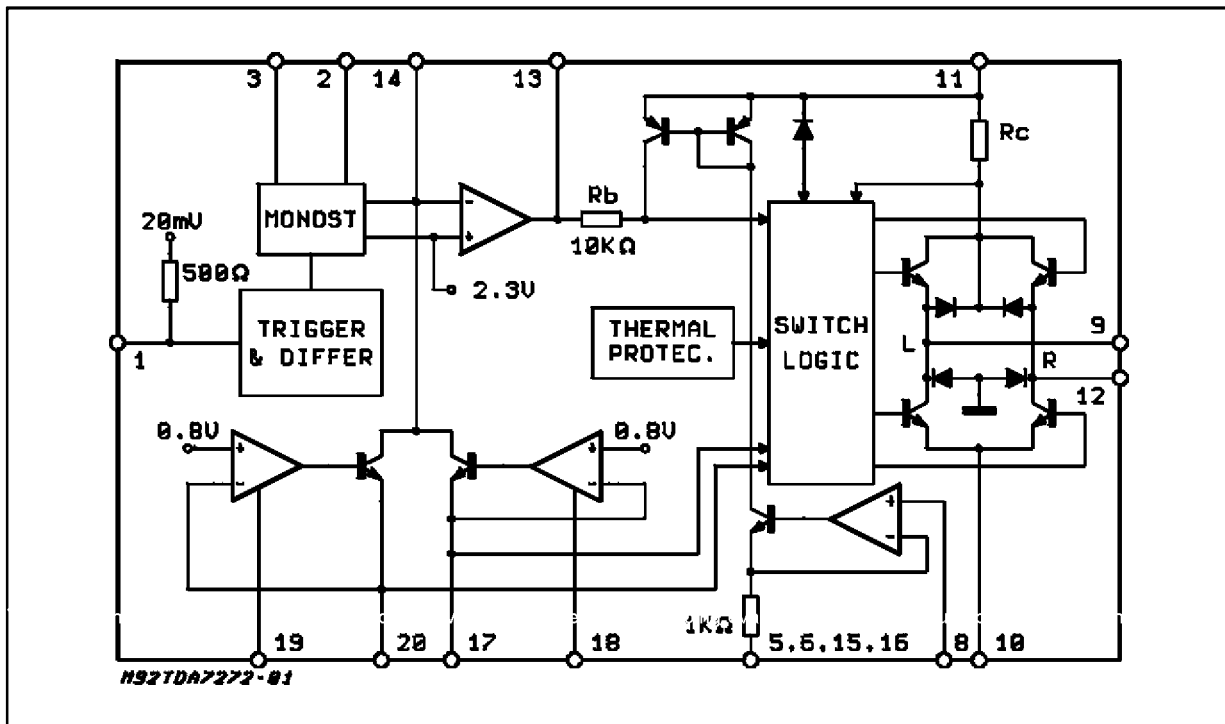 3 2 14 13 11
Rc
Rb
20mV
MONOST
- +
10KΩ
500Ω
2.3V
TRIGGER
& DIFFER
THERMAL
PROTEC.
SWITCH
LOGIC
L
9
1
R
12
0.8V
0.8V
+ -
+ -
+ -
1KΩ
19 20 17 18 5,6,15,16 8 10
M92TDA7272-01